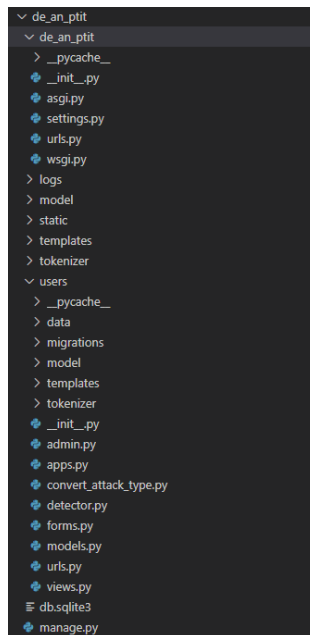 de_an_ptit
de_an_ptit
__pycache__
__init__.py
asgi.py
settings.py
urls.py
wsgi.py
logs
model
static
templates
tokenizer
users
__pycache__
data
migrations
model
templates
tokenizer
__init__.py
admin.py
apps.py
convert_attack_type.py
detector.py
forms.py
models.py
urls.py
views.py
db.sqlite3
manage.py